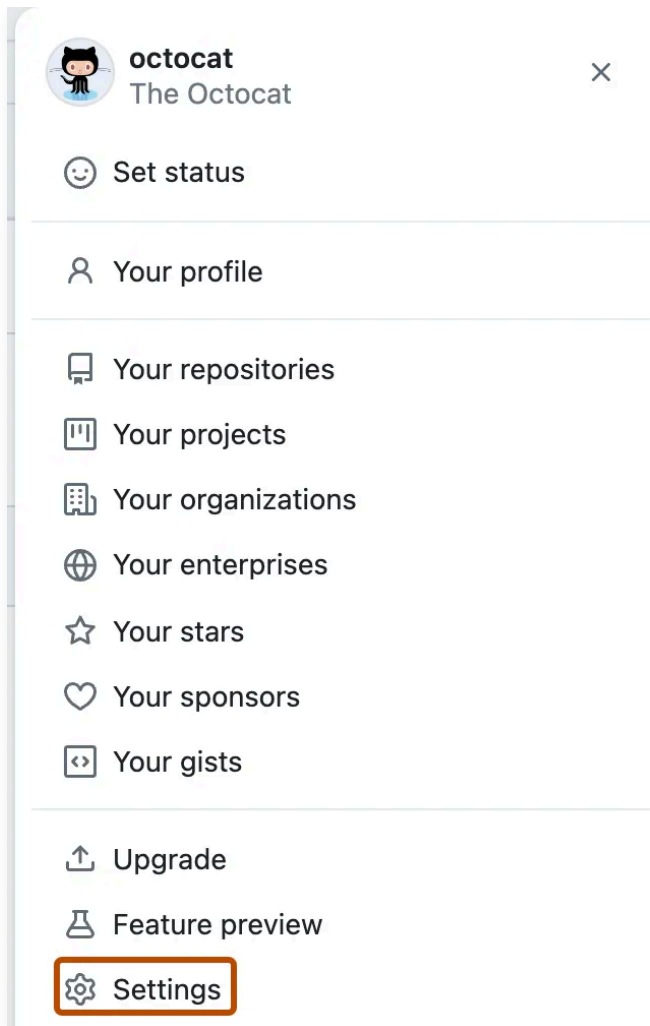 octocat
The Octocat
Set status
Your profile
Your repositories
Your projects
Your organizations
Your enterprises
Your stars
Your sponsors
Your gists
Upgrade
Feature preview
Settings